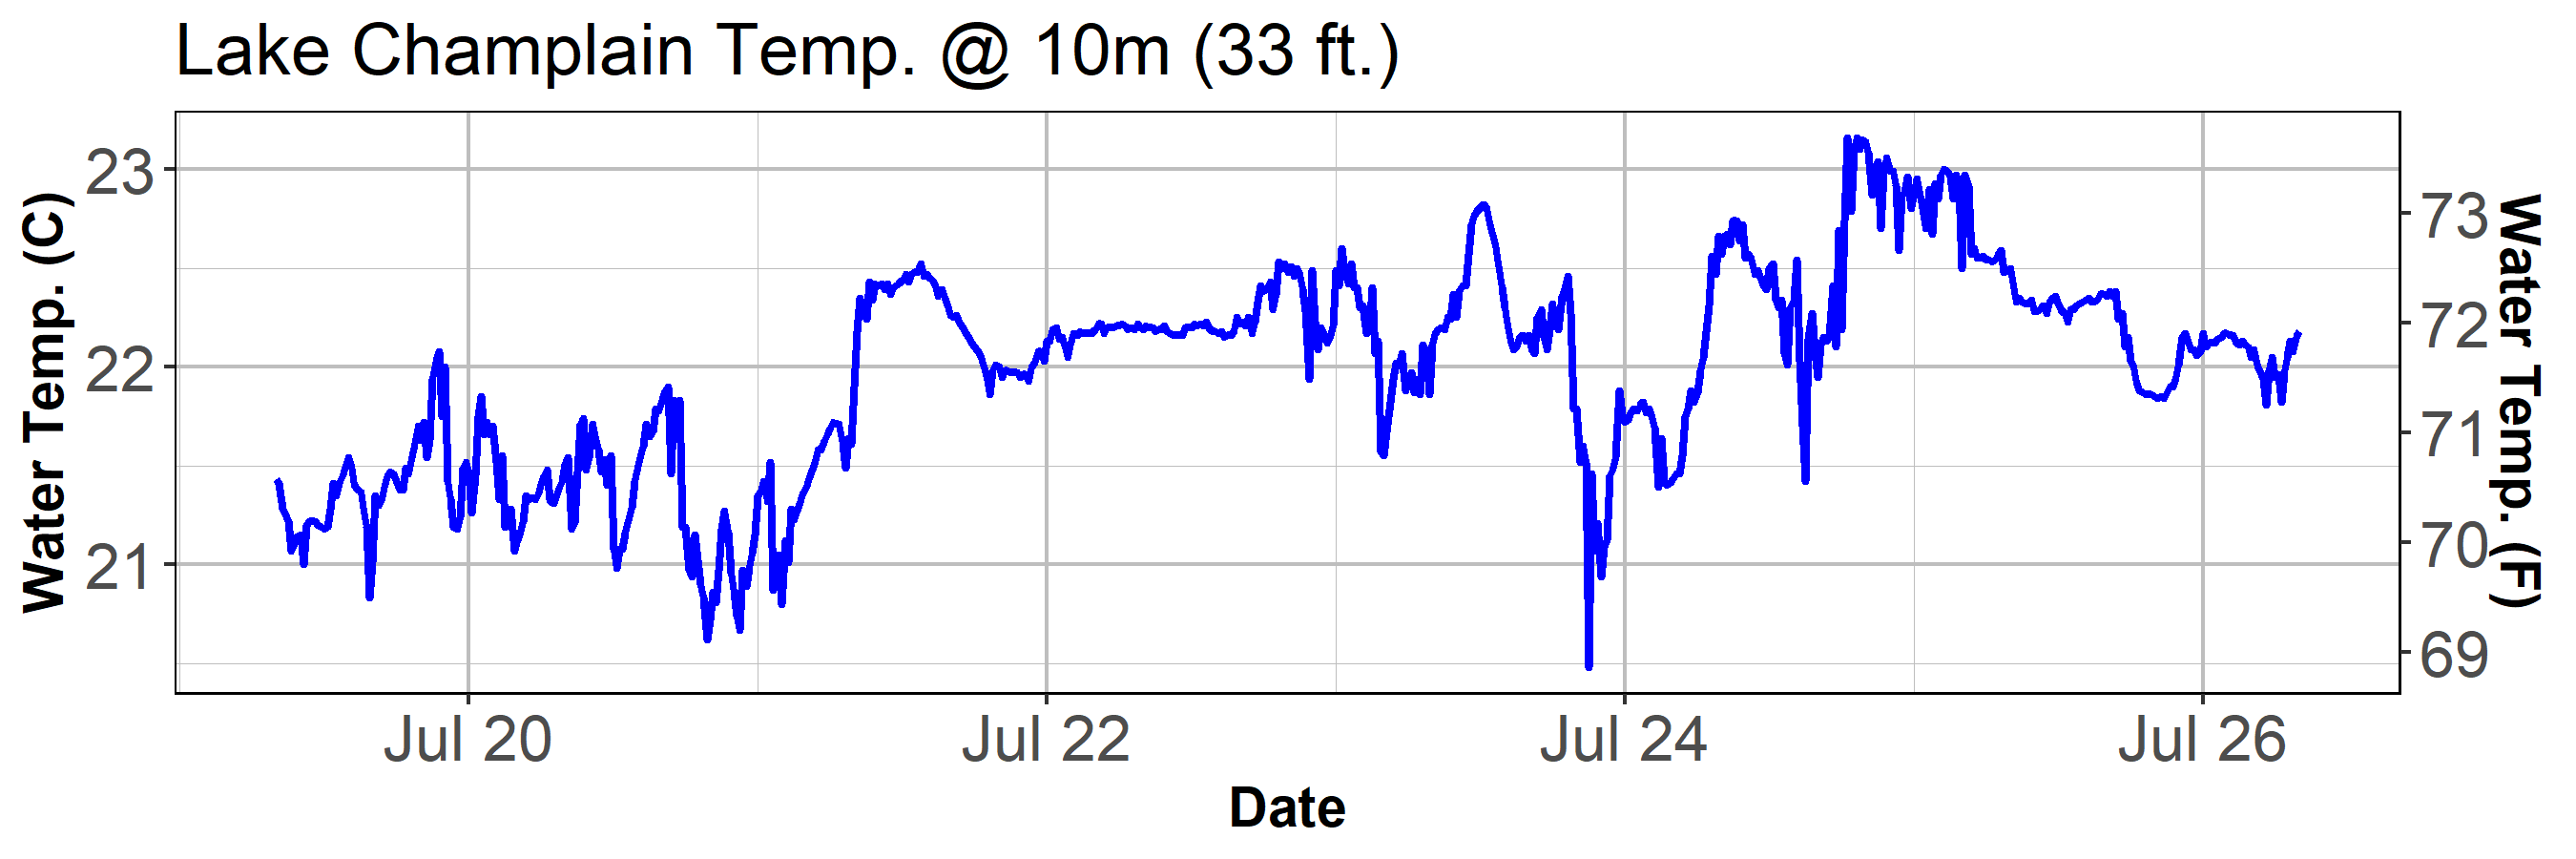 Lake Champlain Temp. @ 10m (33 ft.)
Water Temp. (C)
23
22
21
73
72
71
70
69
Water Temp. (F)
Jul 20
Jul 22
Jul 24
Jul 26
Date